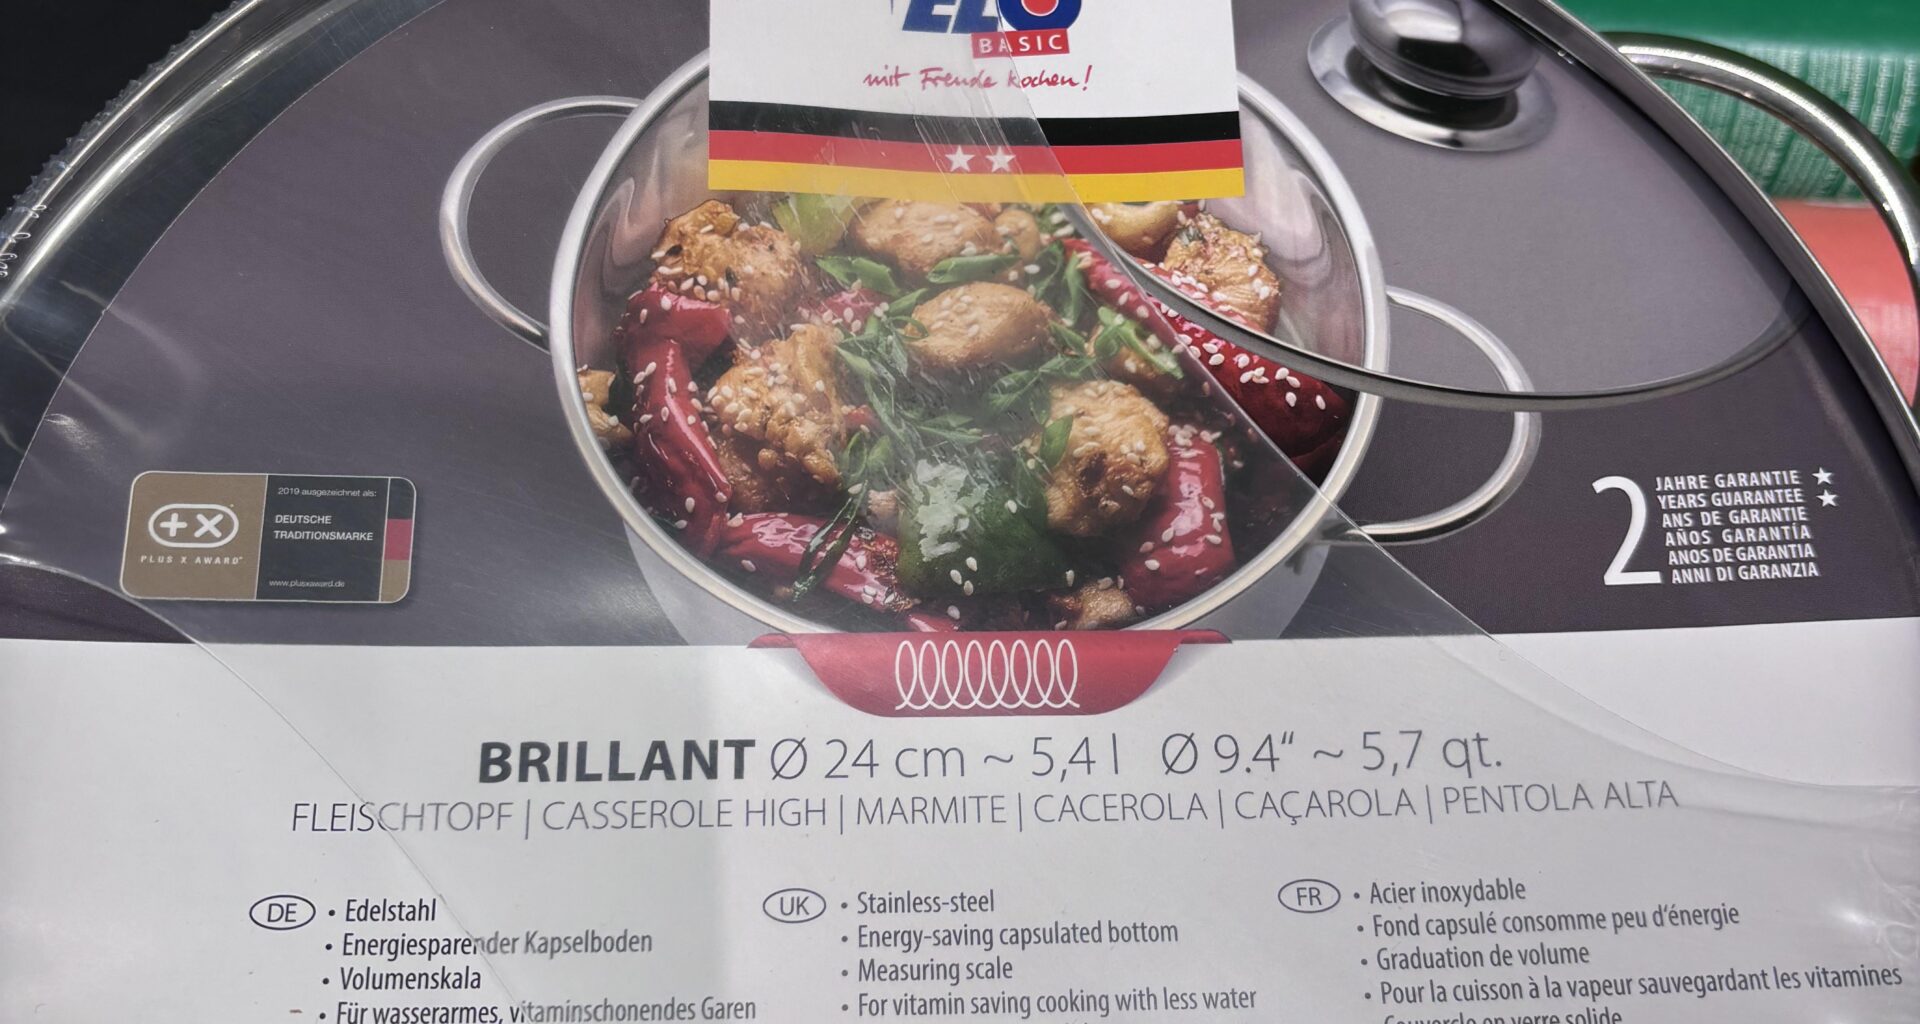 ELO
BASIC
mit Freude kochen!
PLUS X AWARD
2019 ausgezeichnet als:
DEUTSCHE
TRADITIONSMARKE
www.plusxaward.de
2 JAHRE GARANTIE
YEARS GUARANTEE
ANS DE GARANTIE
AÑOS GARANTÍA
ANOS DE GARANTIA
ANNI DI GARANZIA
BRILLANT Ø 24 cm ~ 5,4 l Ø 9.4“ ~ 5,7 qt.
FLEISCHTOPF | CASSEROLE HIGH | MARMITE | CACEROLA | CAÇAROLA | PENTOLA ALTA
DE • Edelstahl
• Energiesparender Kapselboden
• Volumenskala
• Für wasserarmes, vitaminschonendes Garen
UK • Stainless-steel
• Energy-saving capsulated bottom
• Measuring scale
• For vitamin saving cooking with less water
FR • Acier inoxydable
• Fond capsulé consomme peu d‘énergie
• Graduation de volume
• Pour la cuisson à la vapeur sauvegardant les vitamines
Couvercle en verre solide